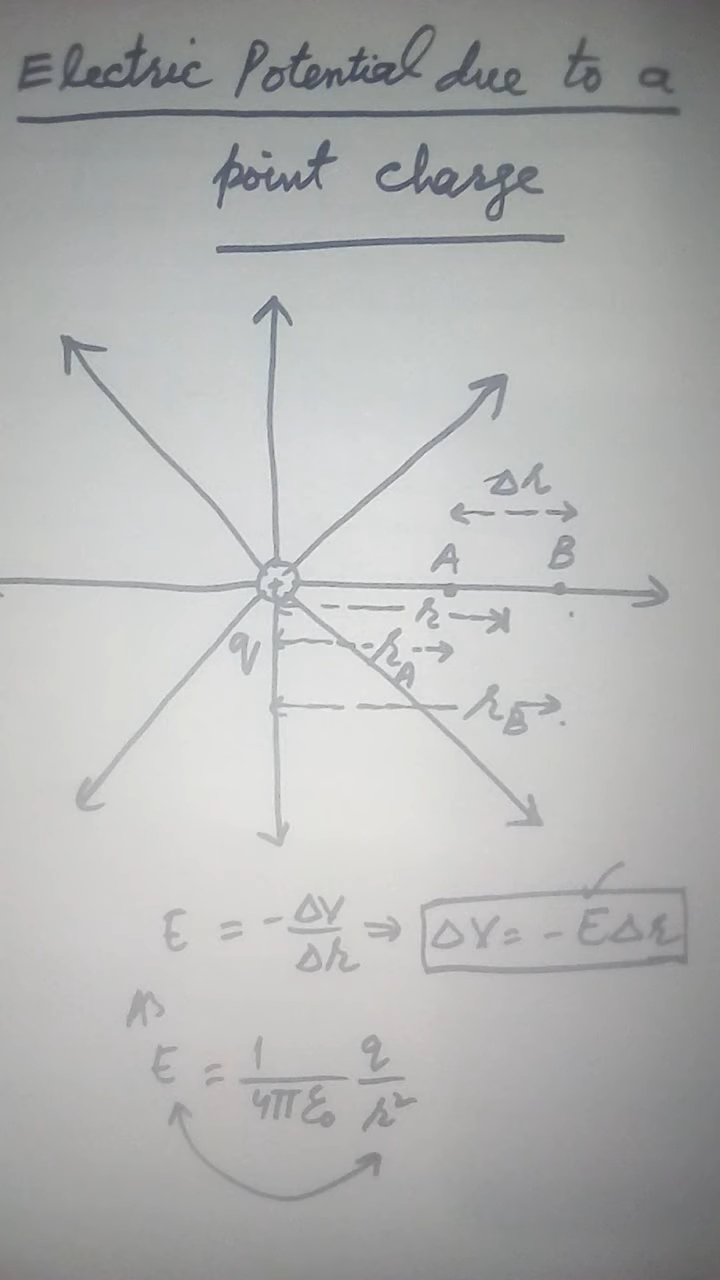 Electric Potential due to a
point charge
Δr
A B
+
r
q
r_A
r_B
E = -ΔV/Δr ⇒ ΔV = -EΔr
As
E = 1/4πε₀ q/r²